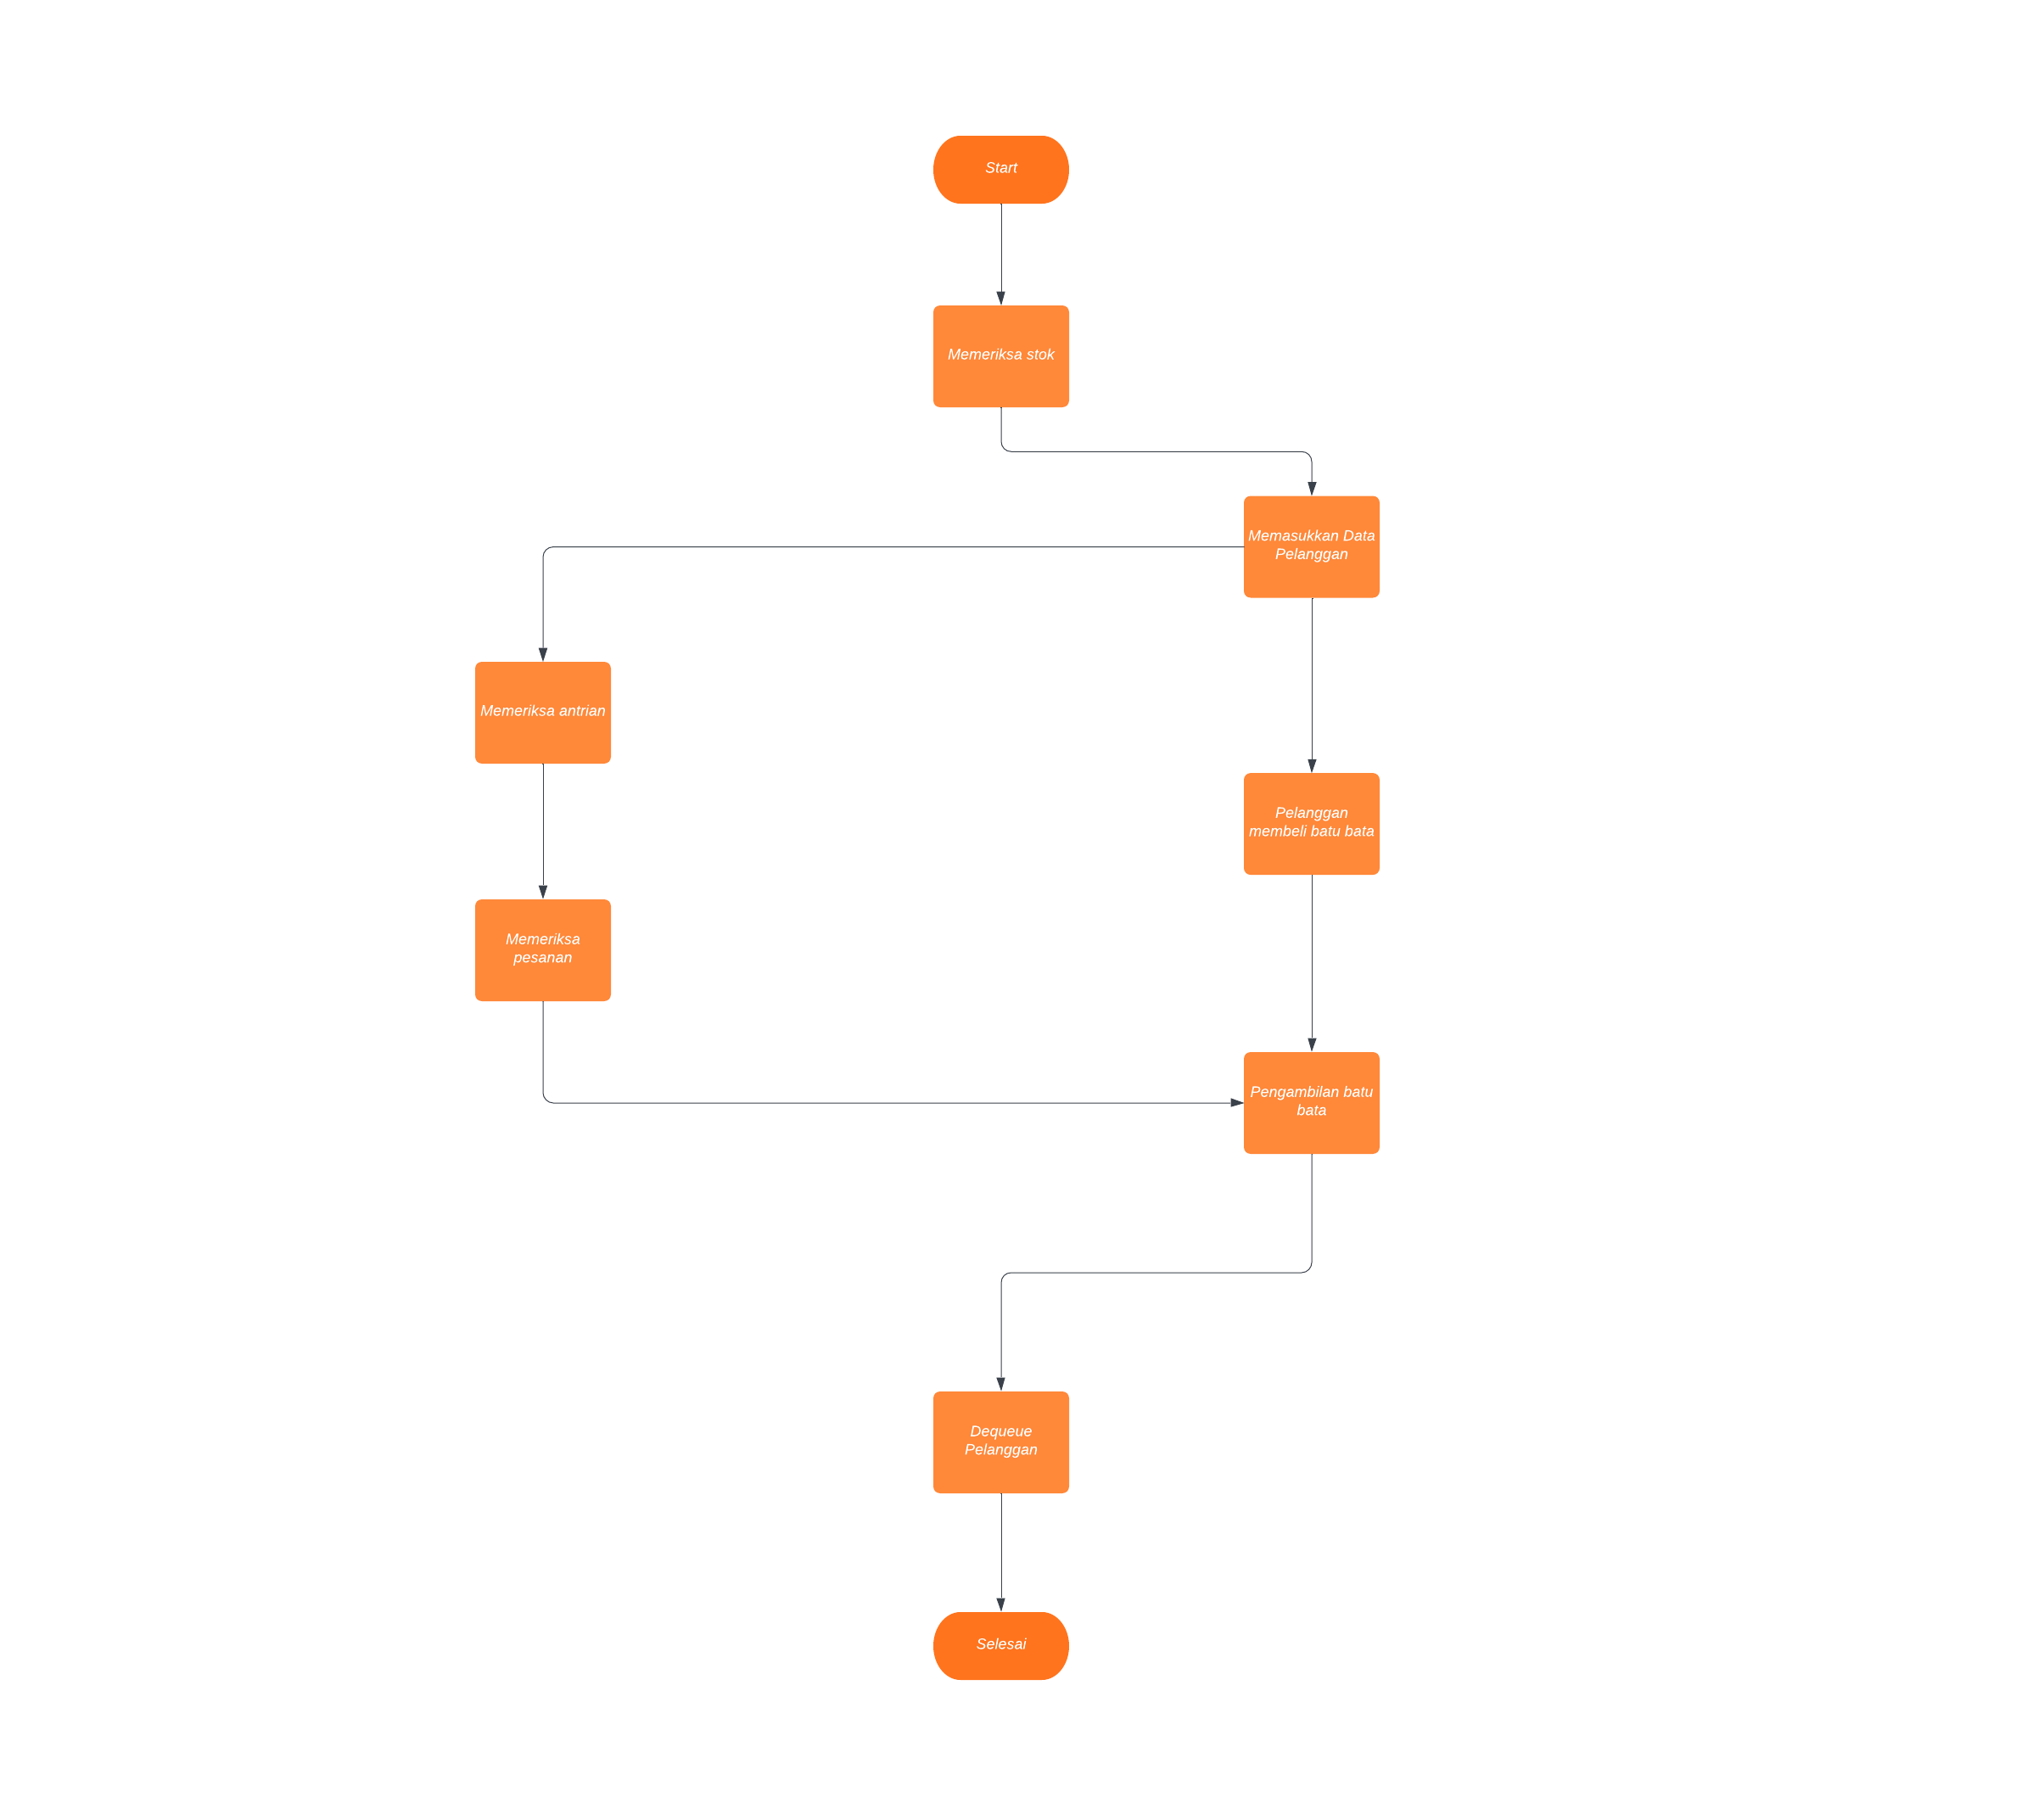 Start
Memeriksa stok
Memasukkan Data
Pelanggan
Memeriksa antrian
Pelanggan
membeli batu bata
Memeriksa
pesanan
Pengambilan batu
bata
Dequeue
Pelanggan
Selesai